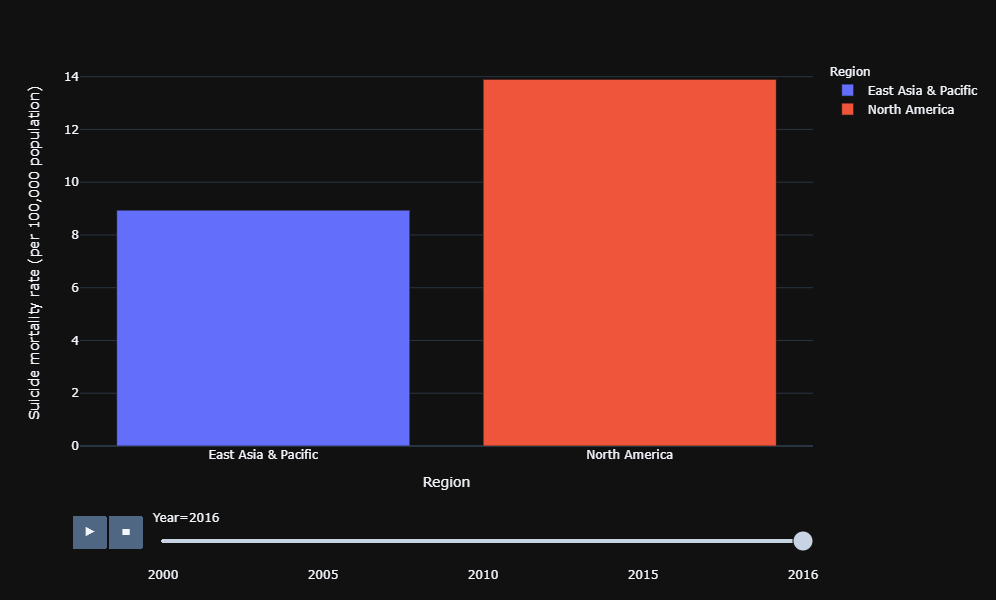 Suicide mortality rate (per 100,000 population)
14
12
10
8
6
4
2
0
East Asia & Pacific
North America
Region
Region
East Asia & Pacific
North America
Year=2016
2000
2005
2010
2015
2016